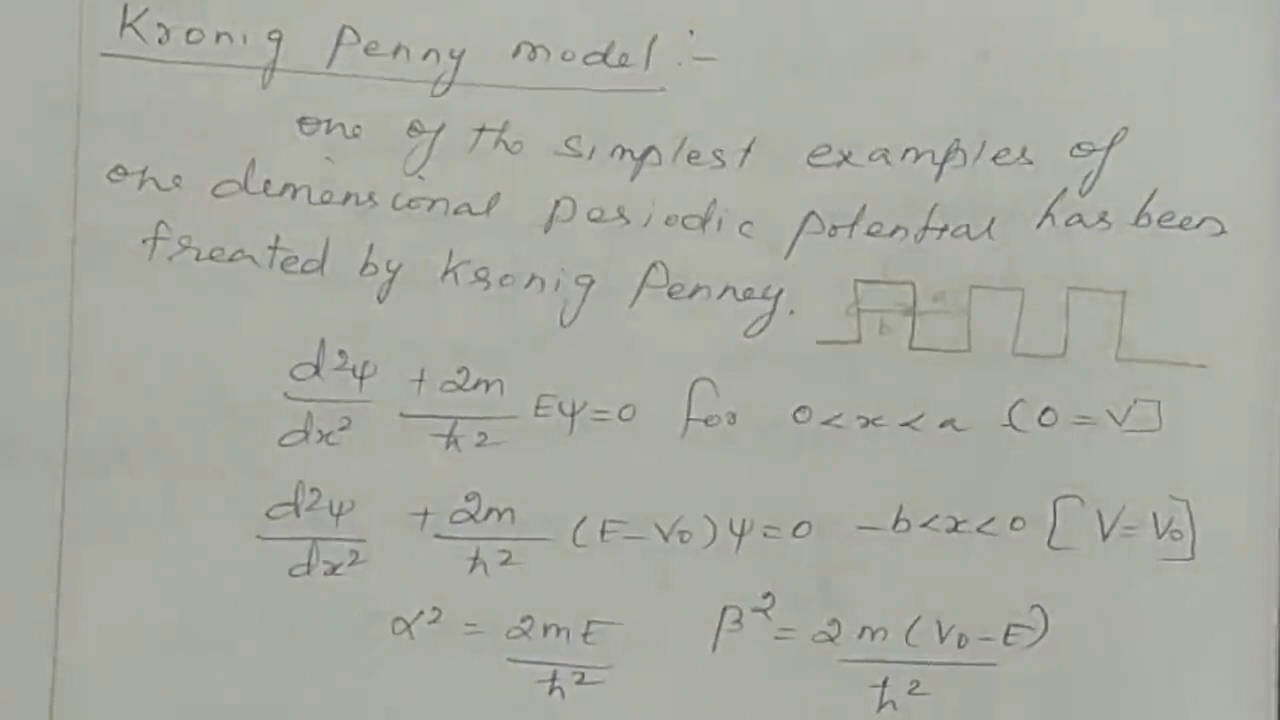 Kronig Penny model :-
one of the simplest examples of
one dimensional periodic potential has been
treated by Kronig Penney.
a
b
d²ψ/dx² + 2m/ħ² Eψ=0 for 0<x<a [0=V]
d²ψ/dx² + 2m/ħ² (E-V₀)ψ=0 -b<x<0 [V=V₀]
α² = 2mE/ħ² β² = 2m(V₀-E)/ħ²